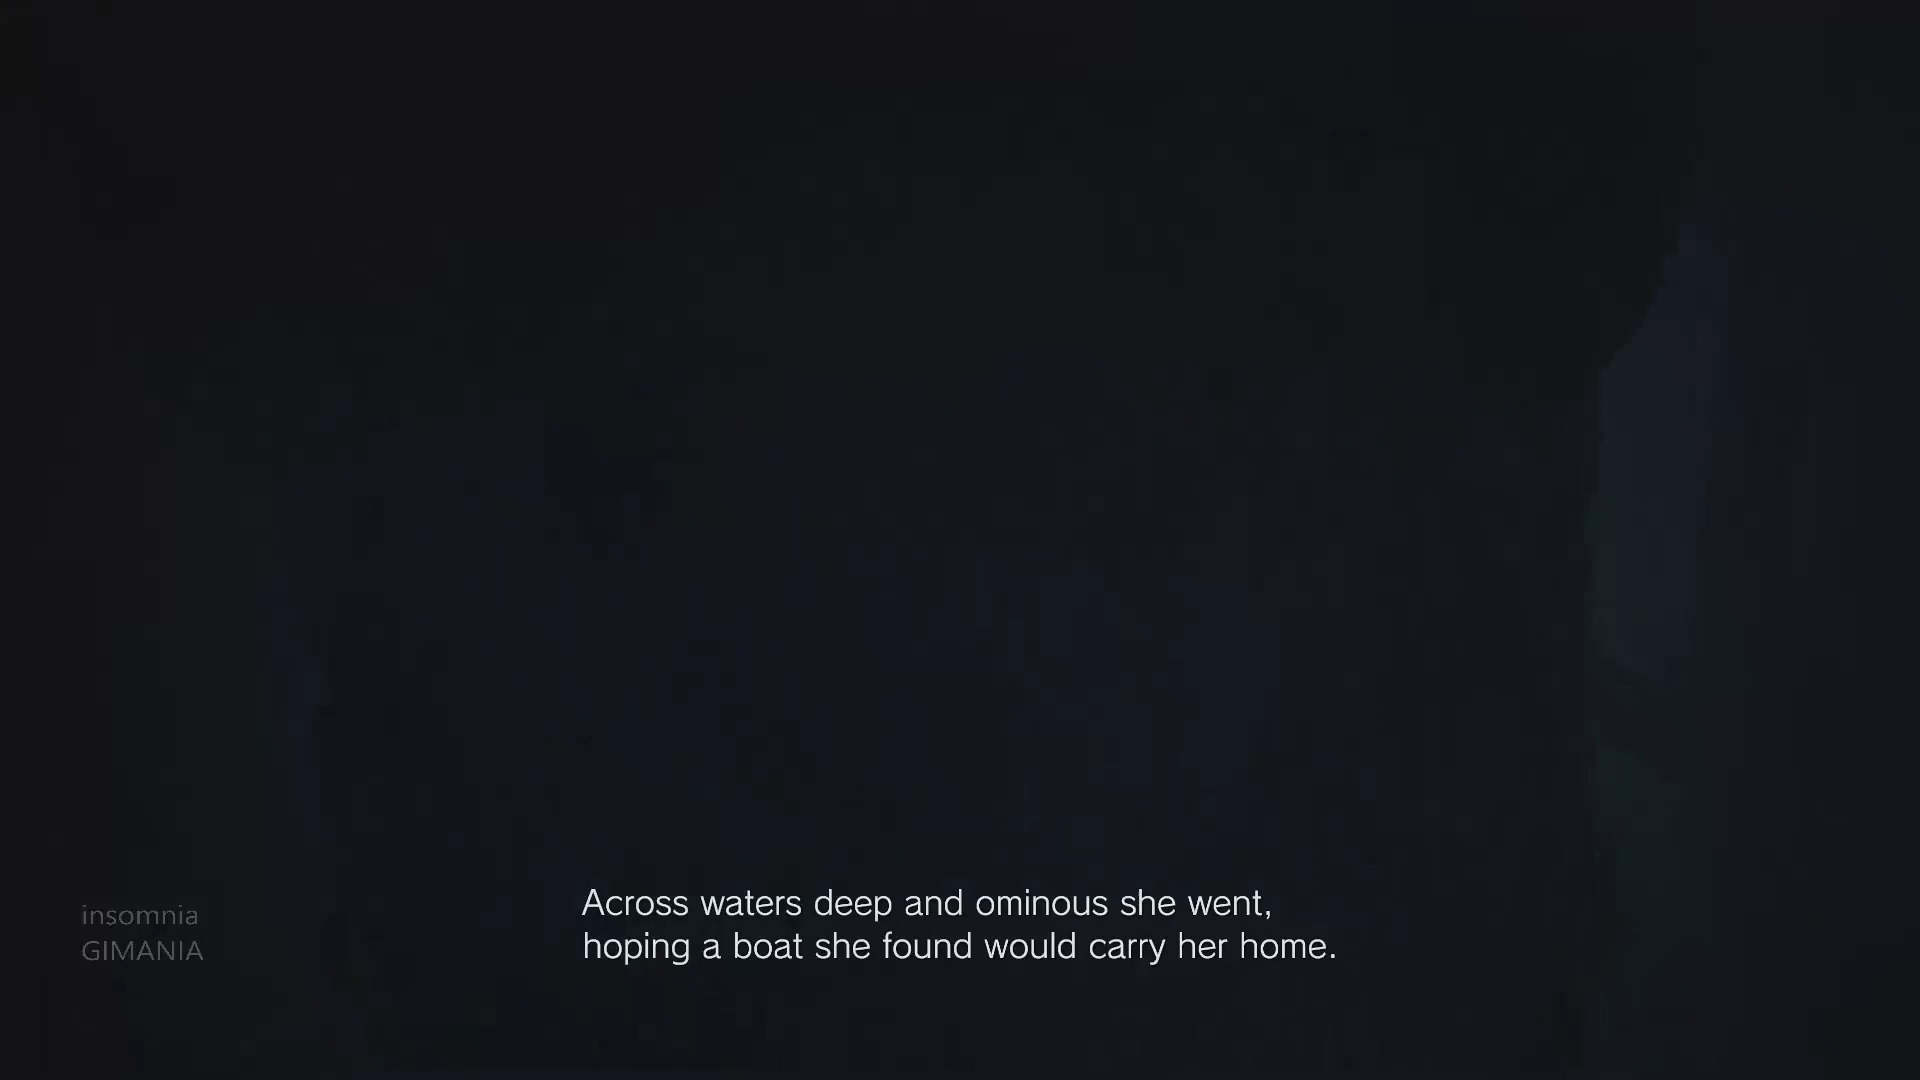 Across waters deep and ominous she went,
hoping a boat she found would carry her home.
insomnia
GIMANIA